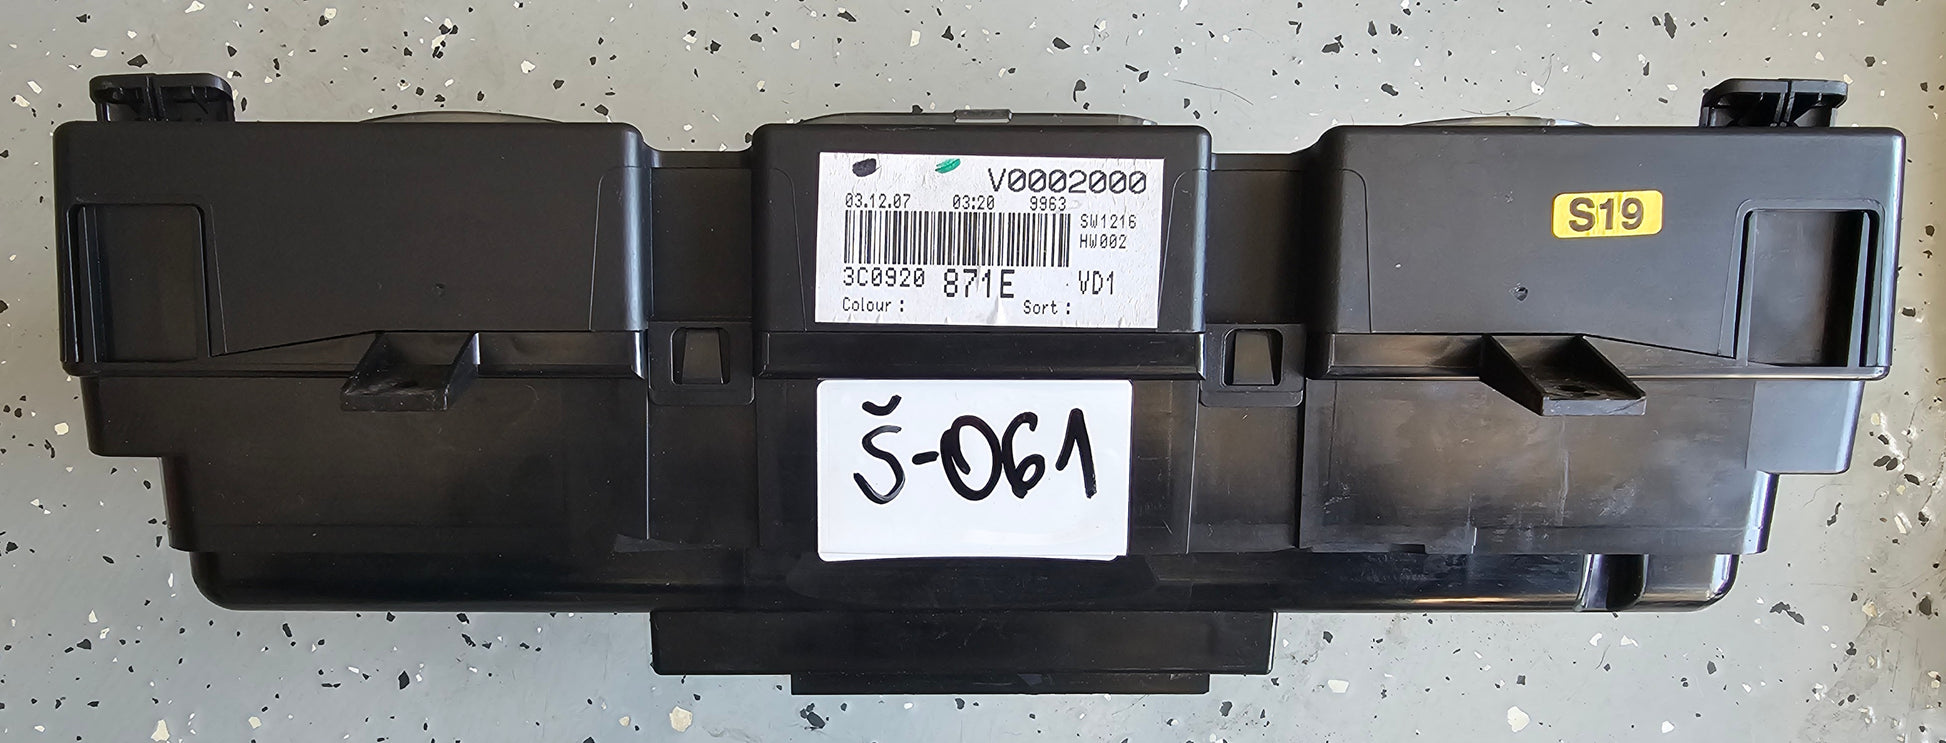 V0002000
03.12.07 03:20 9963
SW1216
HW002
3C0920 871E VD1
Colour : Sort :
S19
Š-061